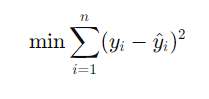 min ∑_{i=1}^{n} (y_i − ŷ_i)²